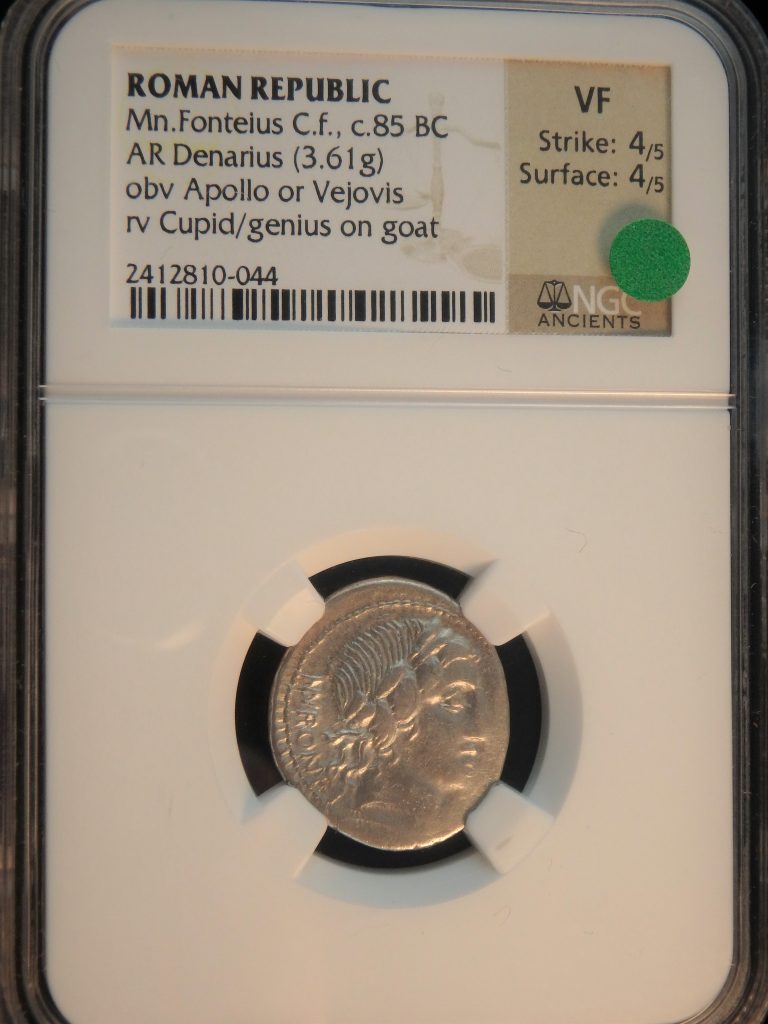 ROMAN REPUBLIC
Mn.Fonteius C.f., c.85 BC
AR Denarius (3.61g)
obv Apollo or Vejovis
rv Cupid/genius on goat
2412810-044
VF
Strike: 4/5
Surface: 4/5
NGC
ANCIENTS